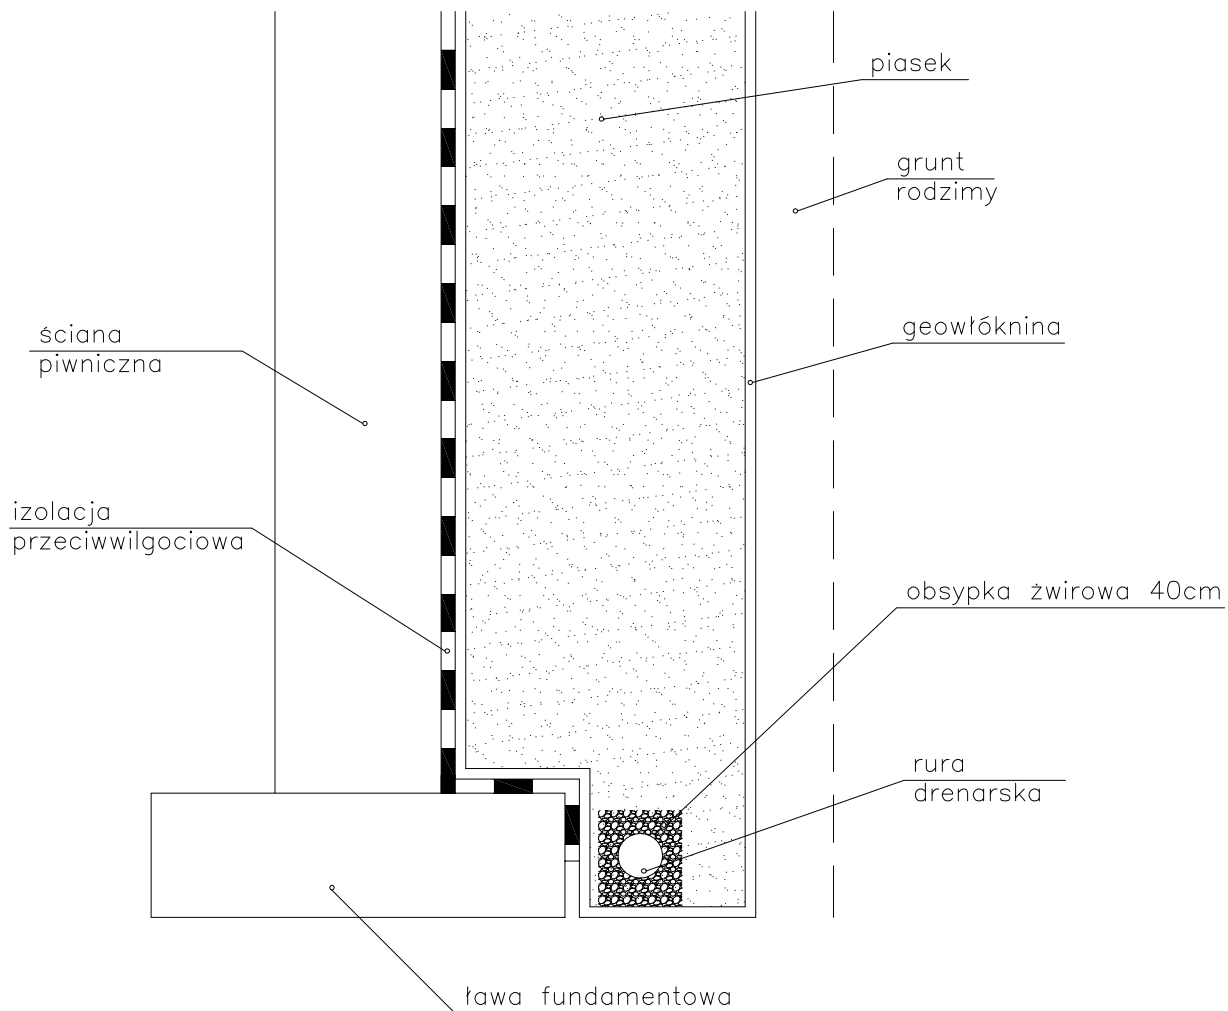 piasek
grunt
rodzimy
ściana
piwniczna
geowłóknina
izolacja
przeciwwilgociowa
obsypka żwirowa 40cm
rura
drenarska
ława fundamentowa